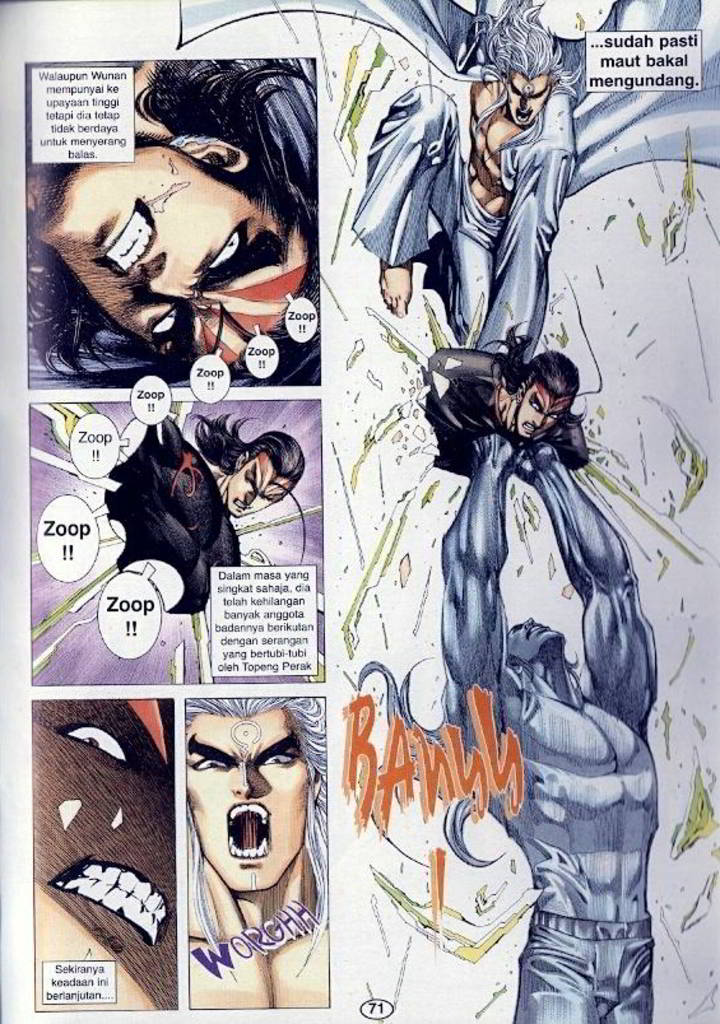 Walaupun Wunan
mempunyai ke
upayaan tinggi
tetapi dia tetap
tidak berdaya
untuk menyerang
balas.
Zoop
!!
Zoop
!!
Zoop
!!
Zoop
!!
Zoop
!!
Zoop
!!
Zoop
!!
Dalam masa yang
singkat sahaja, dia
telah kehilangan
banyak anggota
badannya berikutan
dengan serangan
yang bertubi-tubi
oleh Topeng Perak
Sekiranya
keadaan ini
berlanjutan....
WORGHH
...sudah pasti
maut bakal
mengundang.
BANYY
!
71